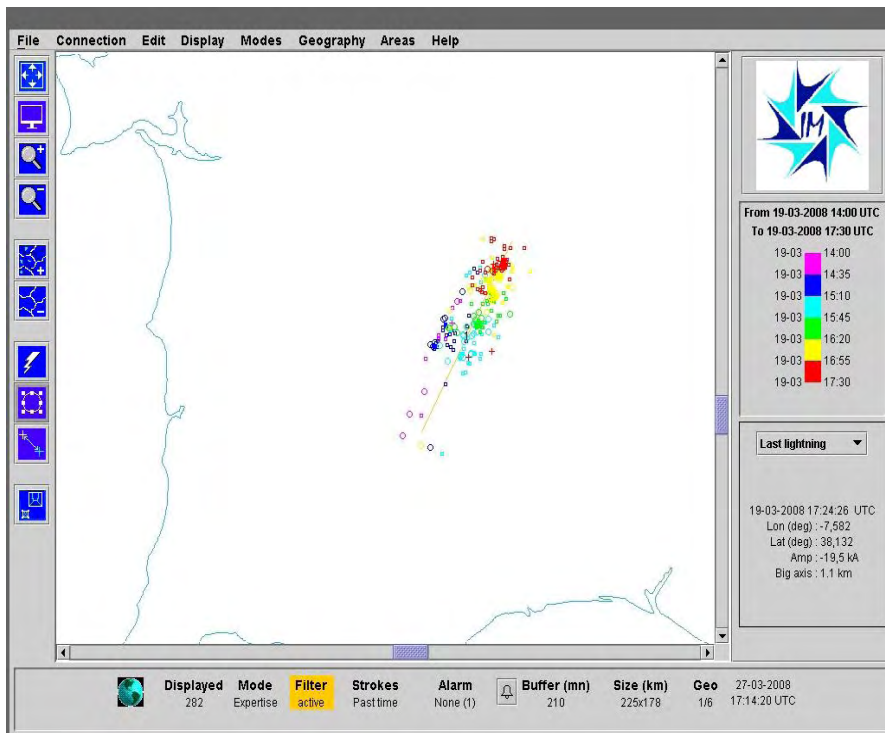 File Connection Edit Display Modes Geography Areas Help
IM
From 19-03-2008 14:00 UTC
To 19-03-2008 17:30 UTC
19-03 14:00
19-03 14:35
19-03 15:10
19-03 15:45
19-03 16:20
19-03 16:55
19-03 17:30
Last lightning
19-03-2008 17:24:26 UTC
Lon (deg) : -7,582
Lat (deg) : 38,132
Amp : -19,5 kA
Big axis : 1.1 km
Displayed Mode Filter Strokes Alarm Buffer (mn) Size (km) Geo 27-03-2008
282 Expertise active Past time None (1) 210 225x178 1/6 17:14:20 UTC